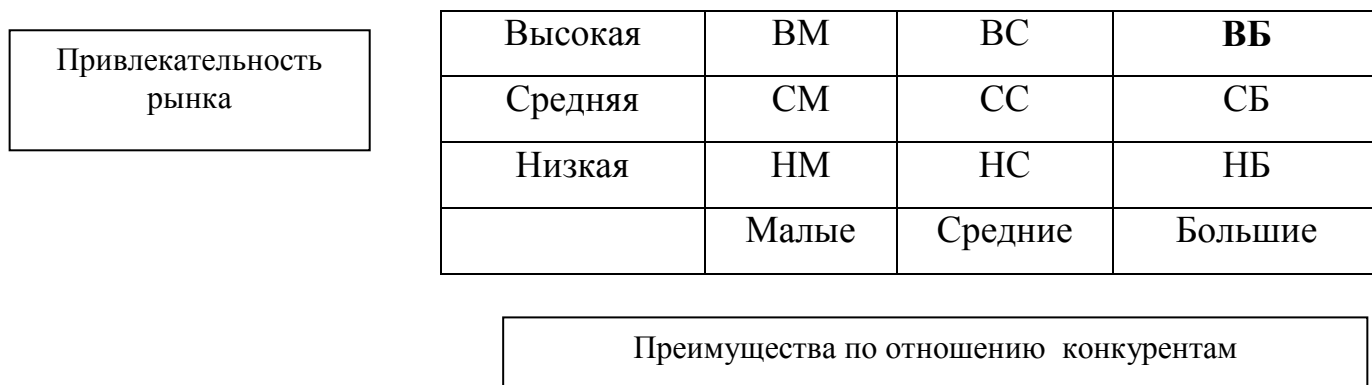 Привлекательность
рынка
Высокая ВМ ВС ВБ
Средняя СМ СС СБ
Низкая НМ НС НБ
Малые Средние Большие
Преимущества по отношению конкурентам